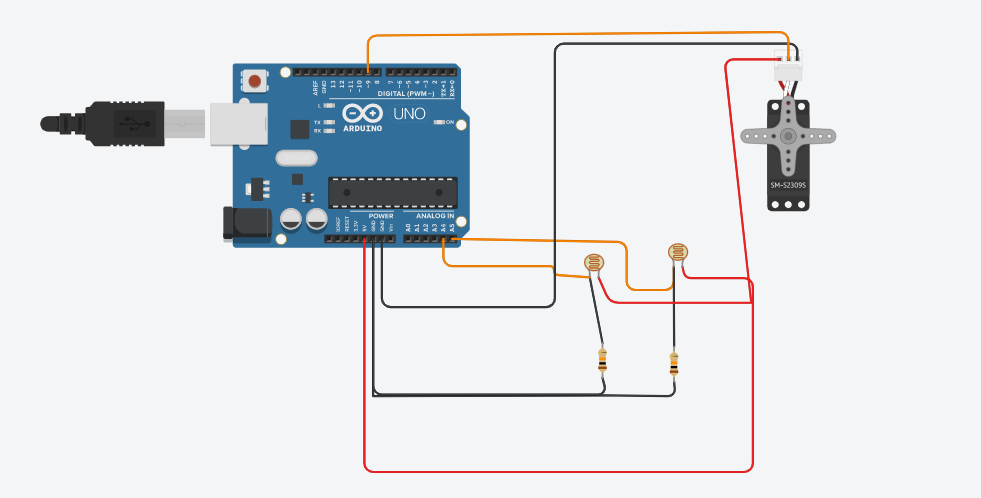 AREF
GND
13
12
~11
~10
~9
8
7
~6
~5
4
~3
2
TX→1
RX←0
DIGITAL (PWM~)
L
TX
RX
ARDUINO
UNO
ON
POWER
ANALOG IN
IOREF
RESET
3.3V
5V
GND
GND
Vin
A0
A1
A2
A3
A4
A5
SM-S2309S